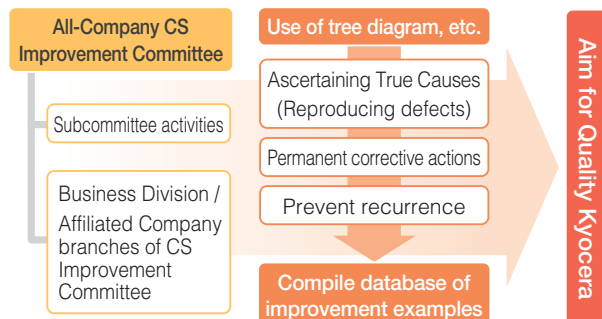 All-Company CS
Improvement Committee
Subcommittee activities
Business Division /
Affiliated Company
branches of CS
Improvement
Committee
Use of tree diagram, etc.
Ascertaining True Causes
(Reproducing defects)
Permanent corrective actions
Prevent recurrence
Compile database of
improvement examples
Aim for Quality Kyocera